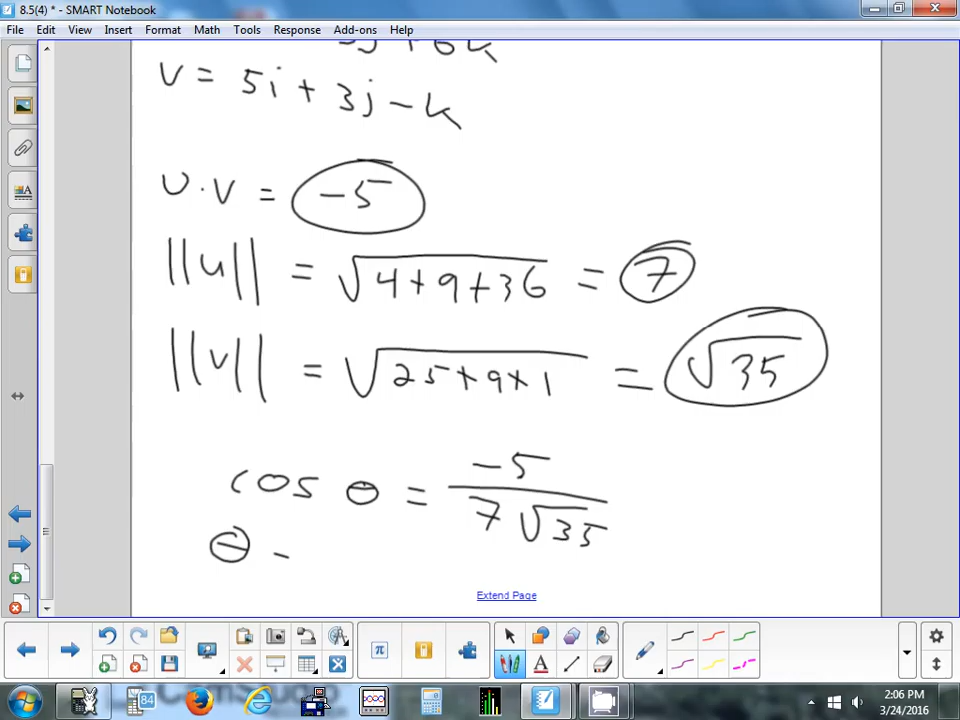 8.5(4) * - SMART Notebook
File Edit View Insert Format Math Tools Response Add-ons Help
v = 5i + 3j - k
u · v = -5
||u|| = √4+9+36 = 7
||v|| = √25+9+1 = √35
cos θ = -5 / 7√35
θ -
Extend Page
2:06 PM
3/24/2016